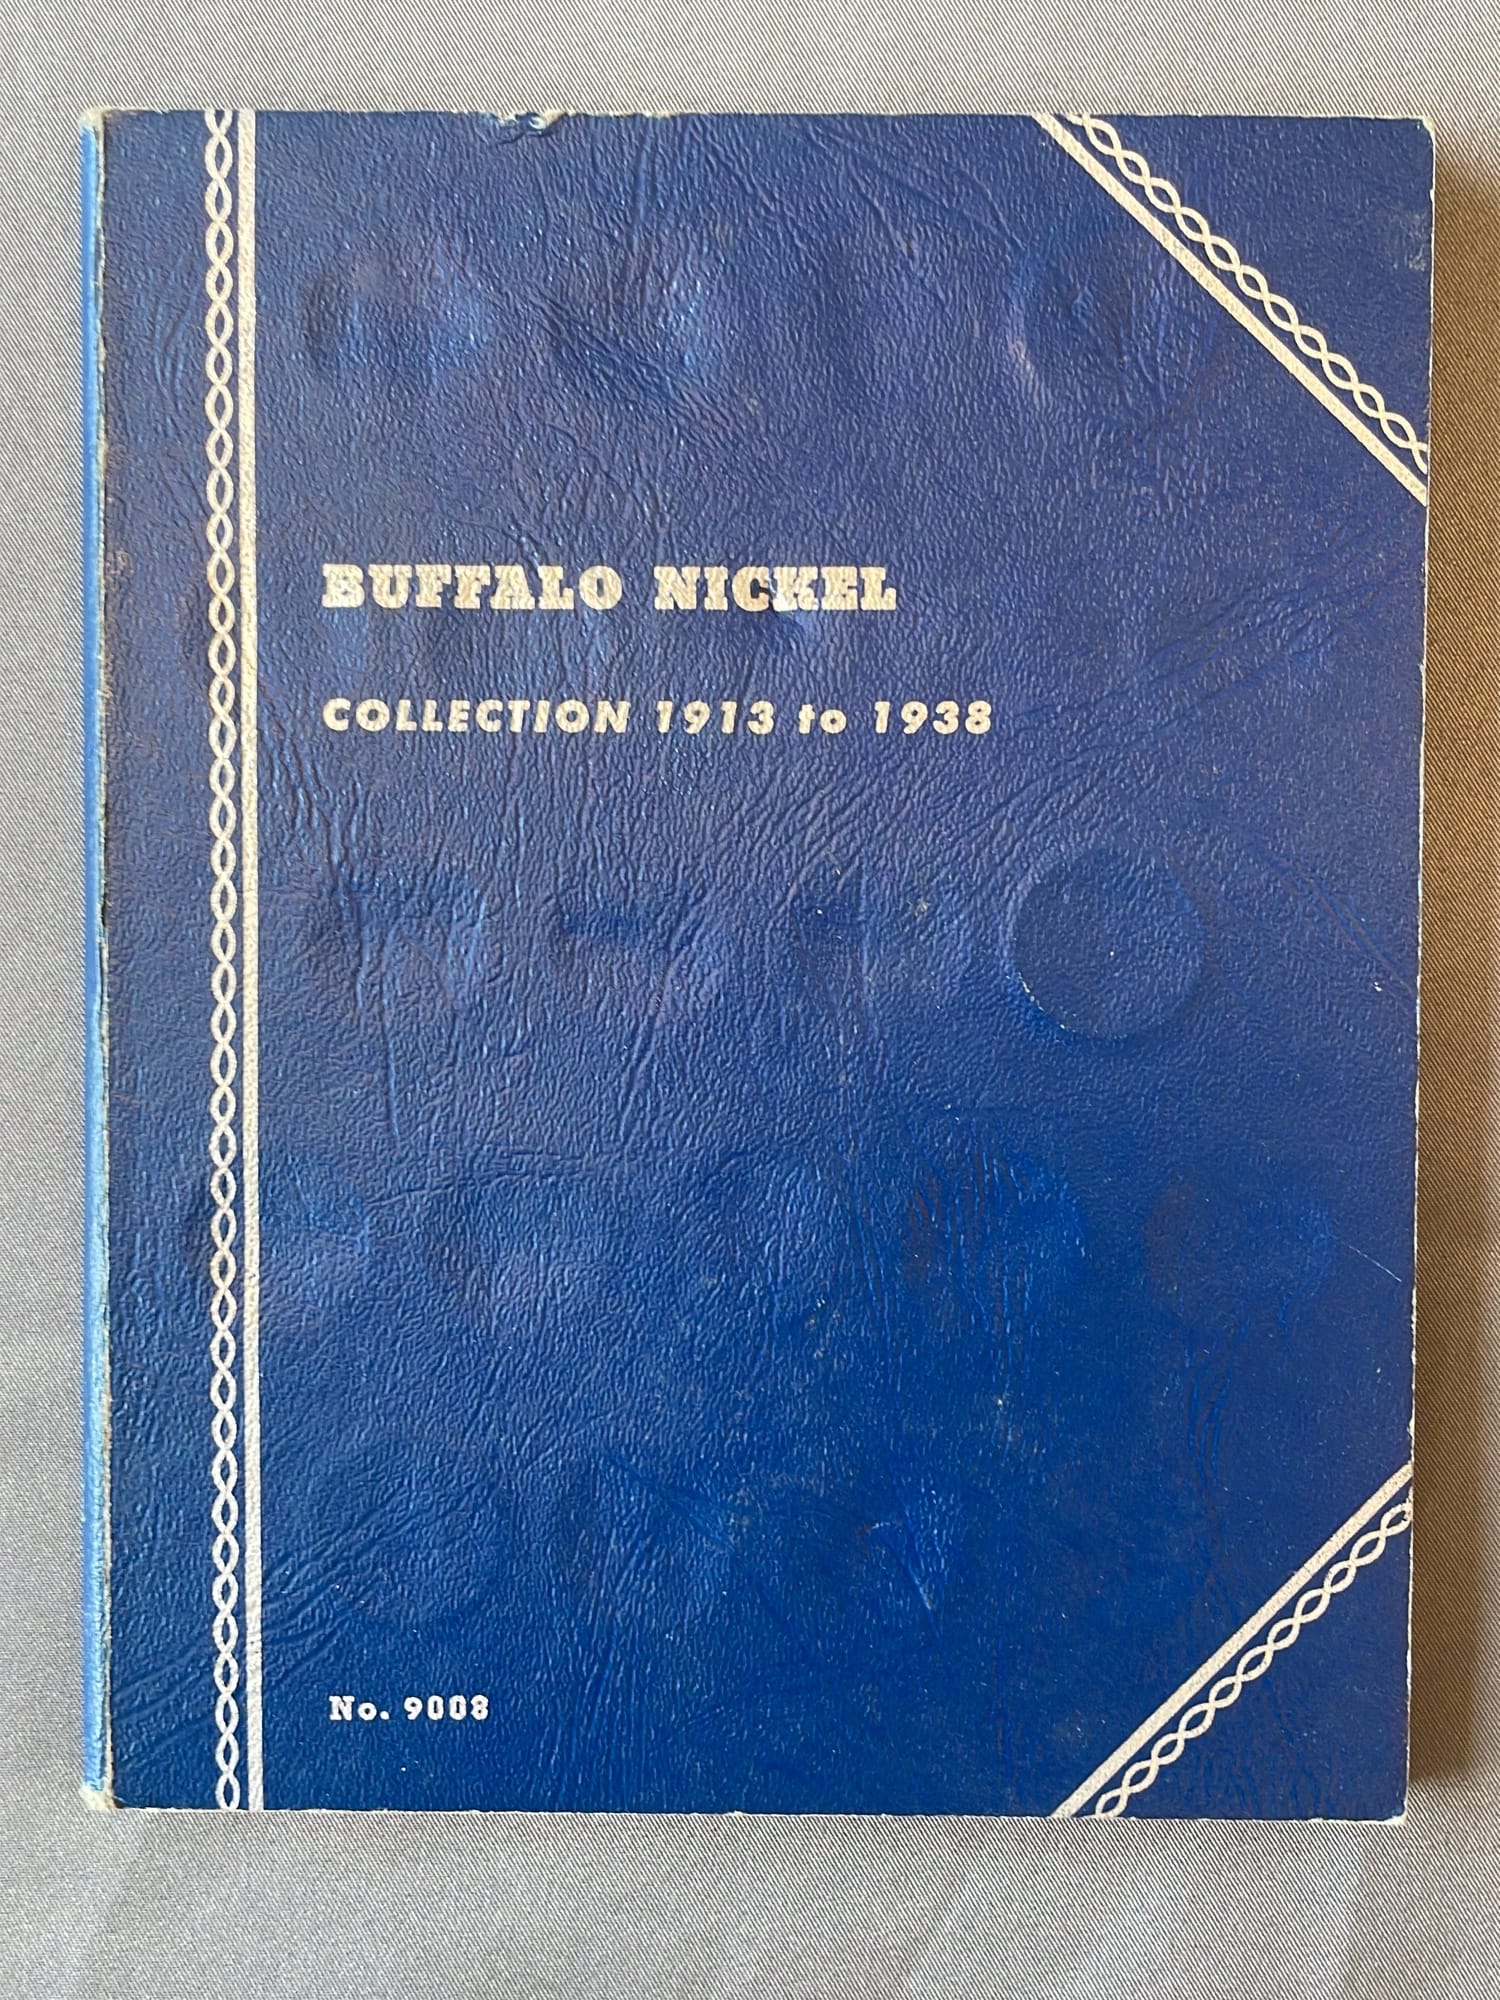 BUFFALO NICKEL
COLLECTION 1913 to 1938
No. 9008